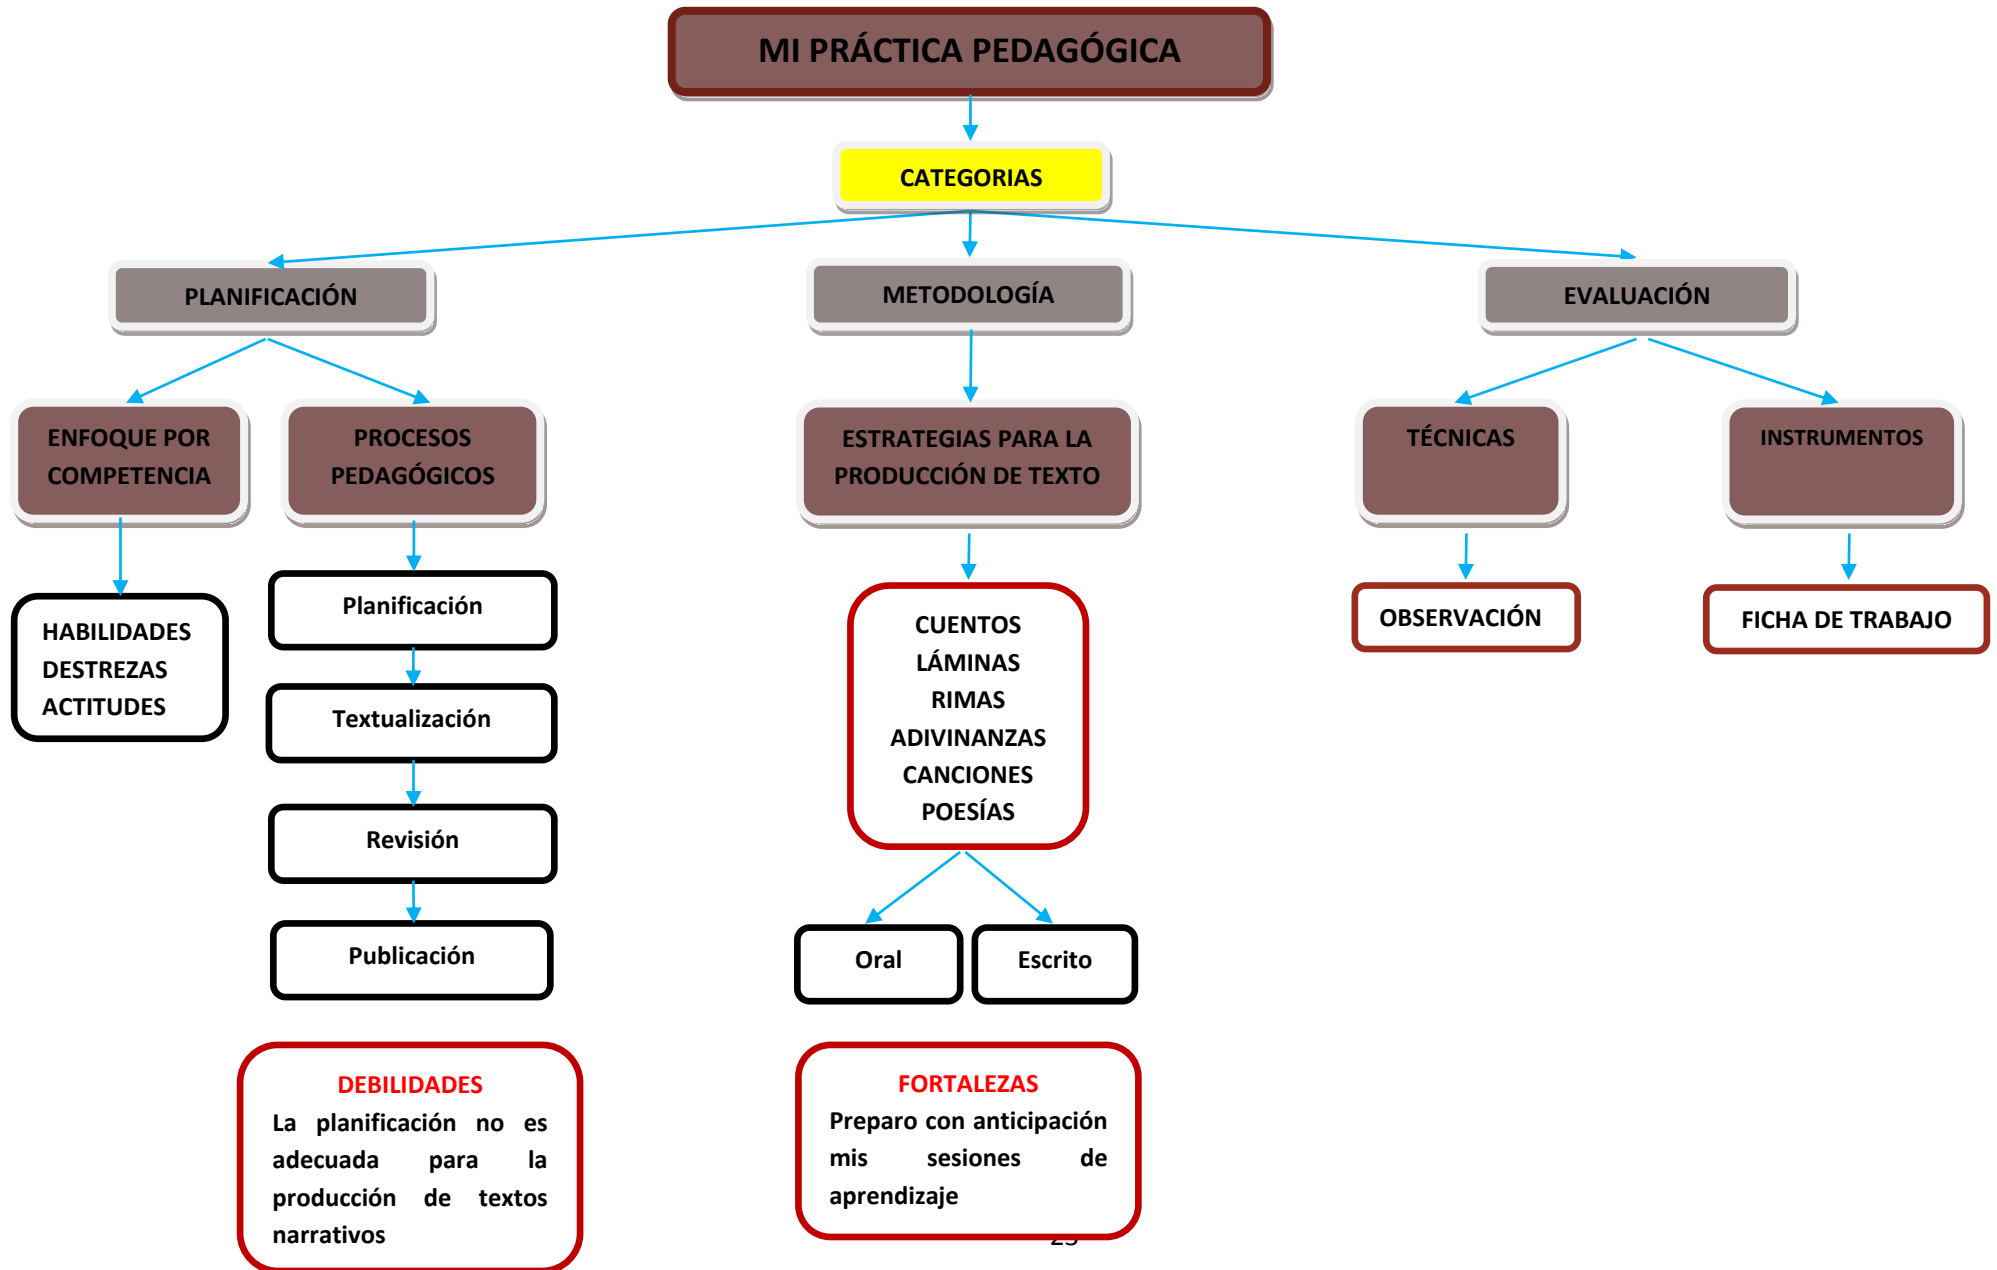 MI PRÁCTICA PEDAGÓGICA
CATEGORIAS
PLANIFICACIÓN
METODOLOGÍA
EVALUACIÓN
ENFOQUE POR
COMPETENCIA
PROCESOS
PEDAGÓGICOS
ESTRATEGIAS PARA LA
PRODUCCIÓN DE TEXTO
TÉCNICAS
INSTRUMENTOS
HABILIDADES
DESTREZAS
ACTITUDES
Planificación
Textualización
Revisión
Publicación
CUENTOS
LÁMINAS
RIMAS
ADIVINANZAS
CANCIONES
POESÍAS
Oral
Escrito
OBSERVACIÓN
FICHA DE TRABAJO
DEBILIDADES
La planificación no es
adecuada para la
producción de textos
narrativos
FORTALEZAS
Preparo con anticipación
mis sesiones de
aprendizaje